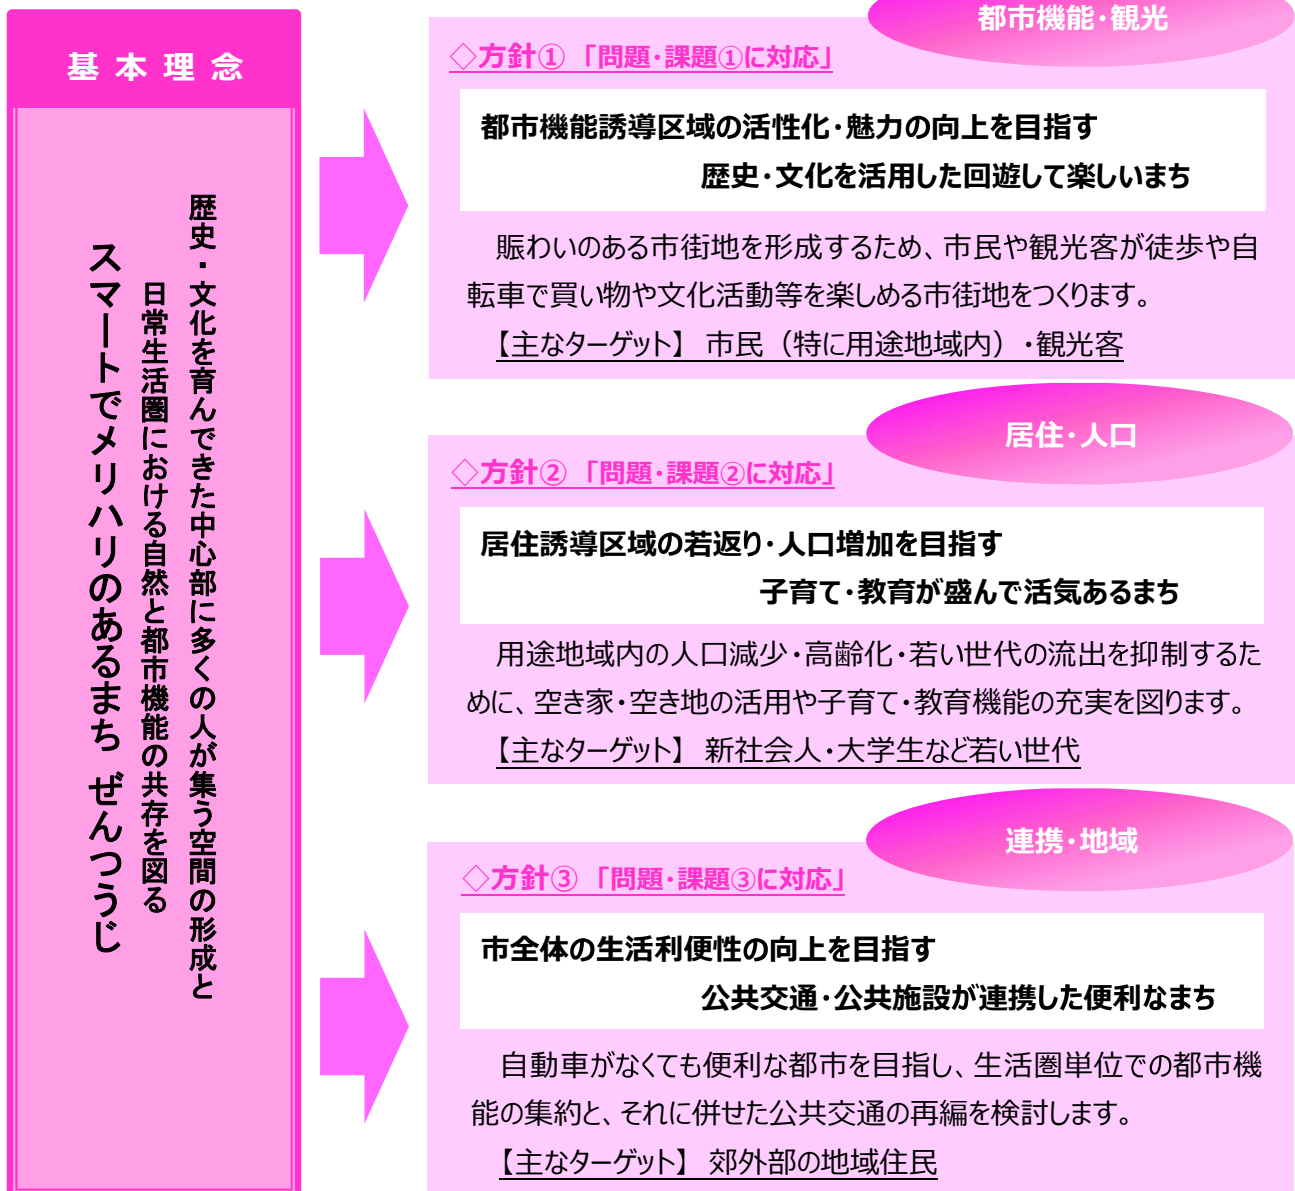 基本理念
歴史・文化を育んできた中心部に多くの人が集う空間の形成と
日常生活圏における自然と都市機能の共存を図る
スマートでメリハリのあるまち ぜんつうじ
都市機能・観光
◇方針①「問題・課題①に対応」
都市機能誘導区域の活性化・魅力の向上を目指す
歴史・文化を活用した回遊して楽しいまち
賑わいのある市街地を形成するため、市民や観光客が徒歩や自
転車で買い物や文化活動等を楽しめる市街地をつくります。
【主なターゲット】 市民（特に用途地域内）・観光客
居住・人口
◇方針②「問題・課題②に対応」
居住誘導区域の若返り・人口増加を目指す
子育て・教育が盛んで活気あるまち
用途地域内の人口減少・高齢化・若い世代の流出を抑制するた
めに、空き家・空き地の活用や子育て・教育機能の充実を図ります。
【主なターゲット】 新社会人・大学生など若い世代
連携・地域
◇方針③「問題・課題③に対応」
市全体の生活利便性の向上を目指す
公共交通・公共施設が連携した便利なまち
自動車がなくても便利な都市を目指し、生活圏単位での都市機
能の集約と、それに併せた公共交通の再編を検討します。
【主なターゲット】 郊外部の地域住民